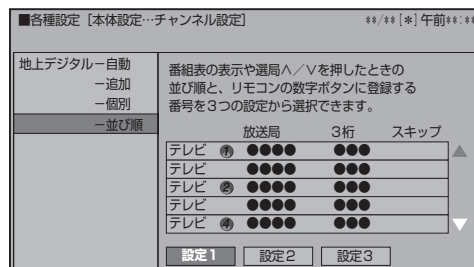 ■各種設定［本体設定…チャンネル設定］ **/**[*]午前**:**
地上デジタル－自動
－追加
－個別
－並び順
番組表の表示や選局∧／∨を押したときの
並び順と、リモコンの数字ボタンに登録する
番号を3つの設定から選択できます。
放送局 3桁 スキップ
テレビ ① ●●●● ●●●
テレビ ●●●● ●●●
テレビ ② ●●●● ●●●
テレビ ●●●● ●●●
テレビ ④ ●●●● ●●●
設定1 設定2 設定3